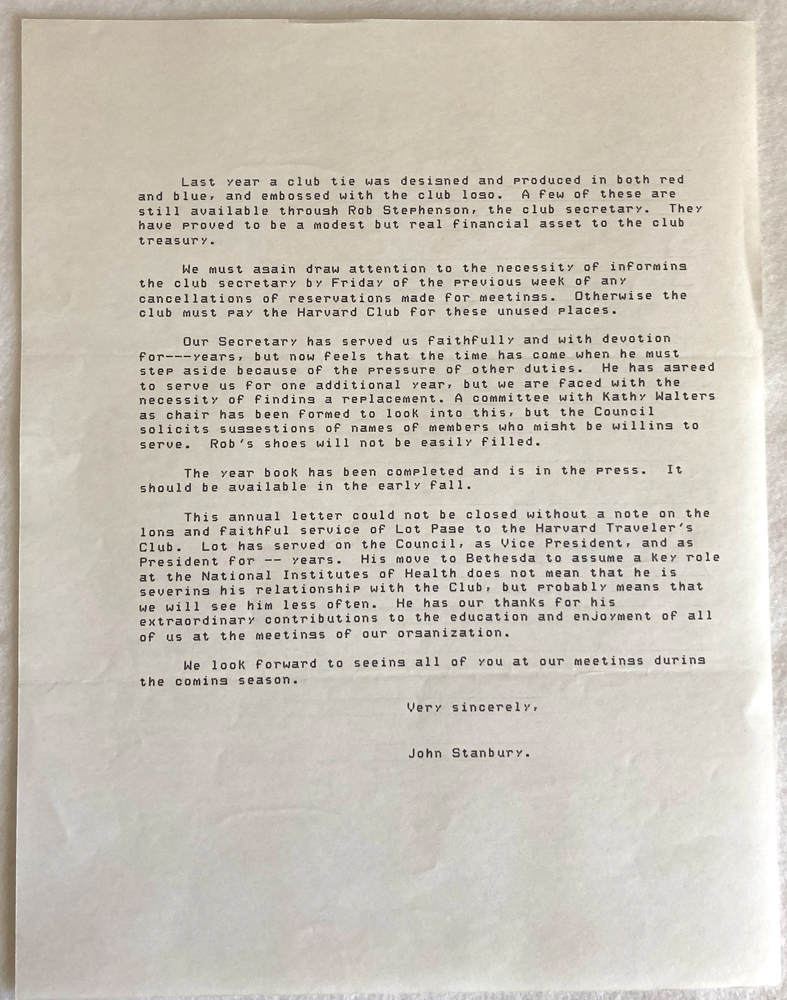 Last year a club tie was designed and produced in both red
and blue, and embossed with the club logo.  A few of these are
still available through Rob Stephenson, the club secretary.  They
have proved to be a modest but real financial asset to the club
treasury.
We must again draw attention to the necessity of informing
the club secretary by Friday of the previous week of any
cancellations of reservations made for meetings.  Otherwise the
club must pay the Harvard Club for these unused places.
Our Secretary has served us faithfully and with devotion
for---years, but now feels that the time has come when he must
step aside because of the pressure of other duties.  He has agreed
to serve us for one additional year, but we are faced with the
necessity of finding a replacement. A committee with Kathy Walters
as chair has been formed to look into this, but the Council
solicits suggestions of names of members who might be willing to
serve.  Rob's shoes will not be easily filled.
The year book has been completed and is in the press.  It
should be available in the early fall.
This annual letter could not be closed without a note on the
long and faithful service of Lot Page to the Harvard Traveler's
Club.  Lot has served on the Council, as Vice President, and as
President for -- years.  His move to Bethesda to assume a key role
at the National Institutes of Health does not mean that he is
severing his relationship with the Club, but probably means that
we will see him less often.  He has our thanks for his
extraordinary contributions to the education and enjoyment of all
of us at the meetings of our organization.
We look forward to seeing all of you at our meetings during
the coming season.
Very sincerely,
John Stanbury.